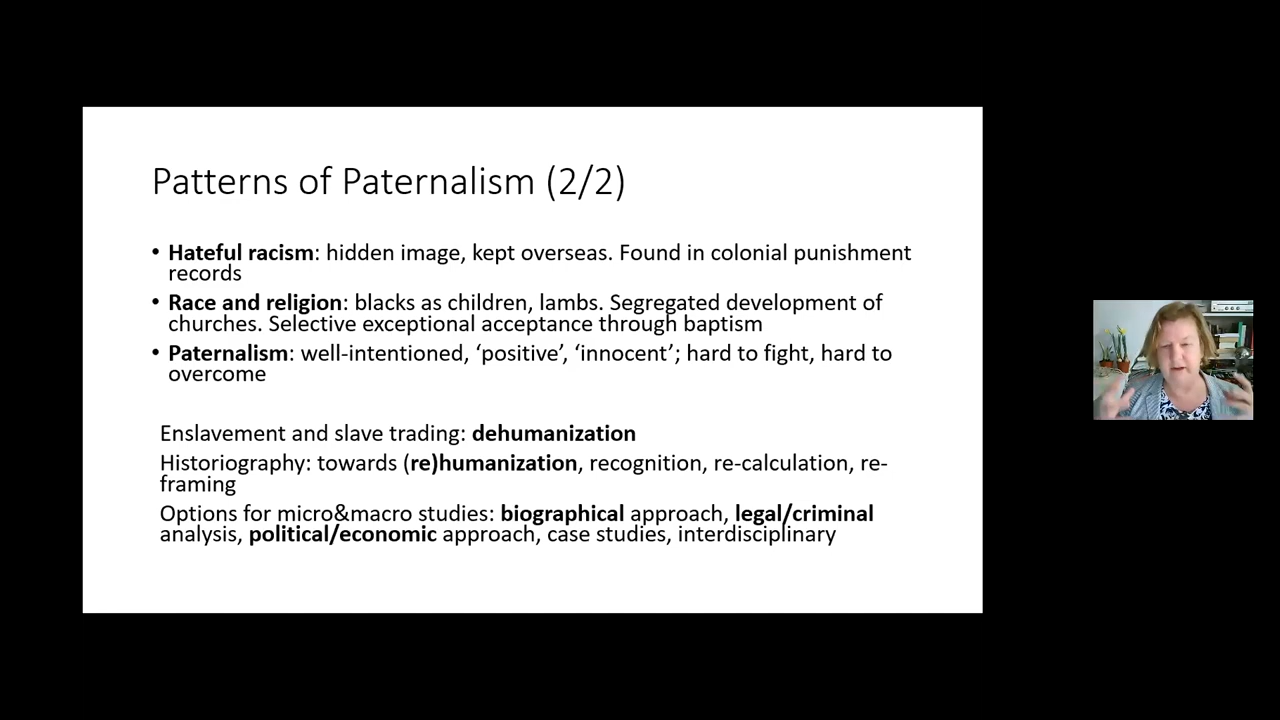 Patterns of Paternalism (2/2)
• Hateful racism: hidden image, kept overseas. Found in colonial punishment
records
• Race and religion: blacks as children, lambs. Segregated development of
churches. Selective exceptional acceptance through baptism
• Paternalism: well-intentioned, ‘positive’, ‘innocent’; hard to fight, hard to
overcome
Enslavement and slave trading: dehumanization
Historiography: towards (re)humanization, recognition, re-calculation, re-
framing
Options for micro&macro studies: biographical approach, legal/criminal
analysis, political/economic approach, case studies, interdisciplinary